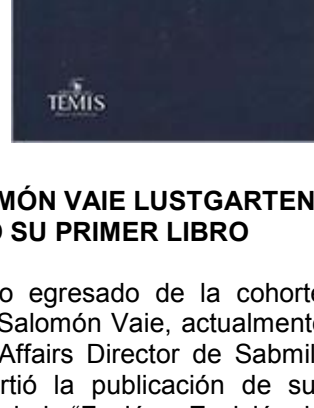 TEMIS
MÓN VAIE LUSTGARTEN
SU PRIMER LIBRO
o egresado de la cohorte
Salomón Vaie, actualmente
Affairs Director de Sabmil
rtió la publicación de su